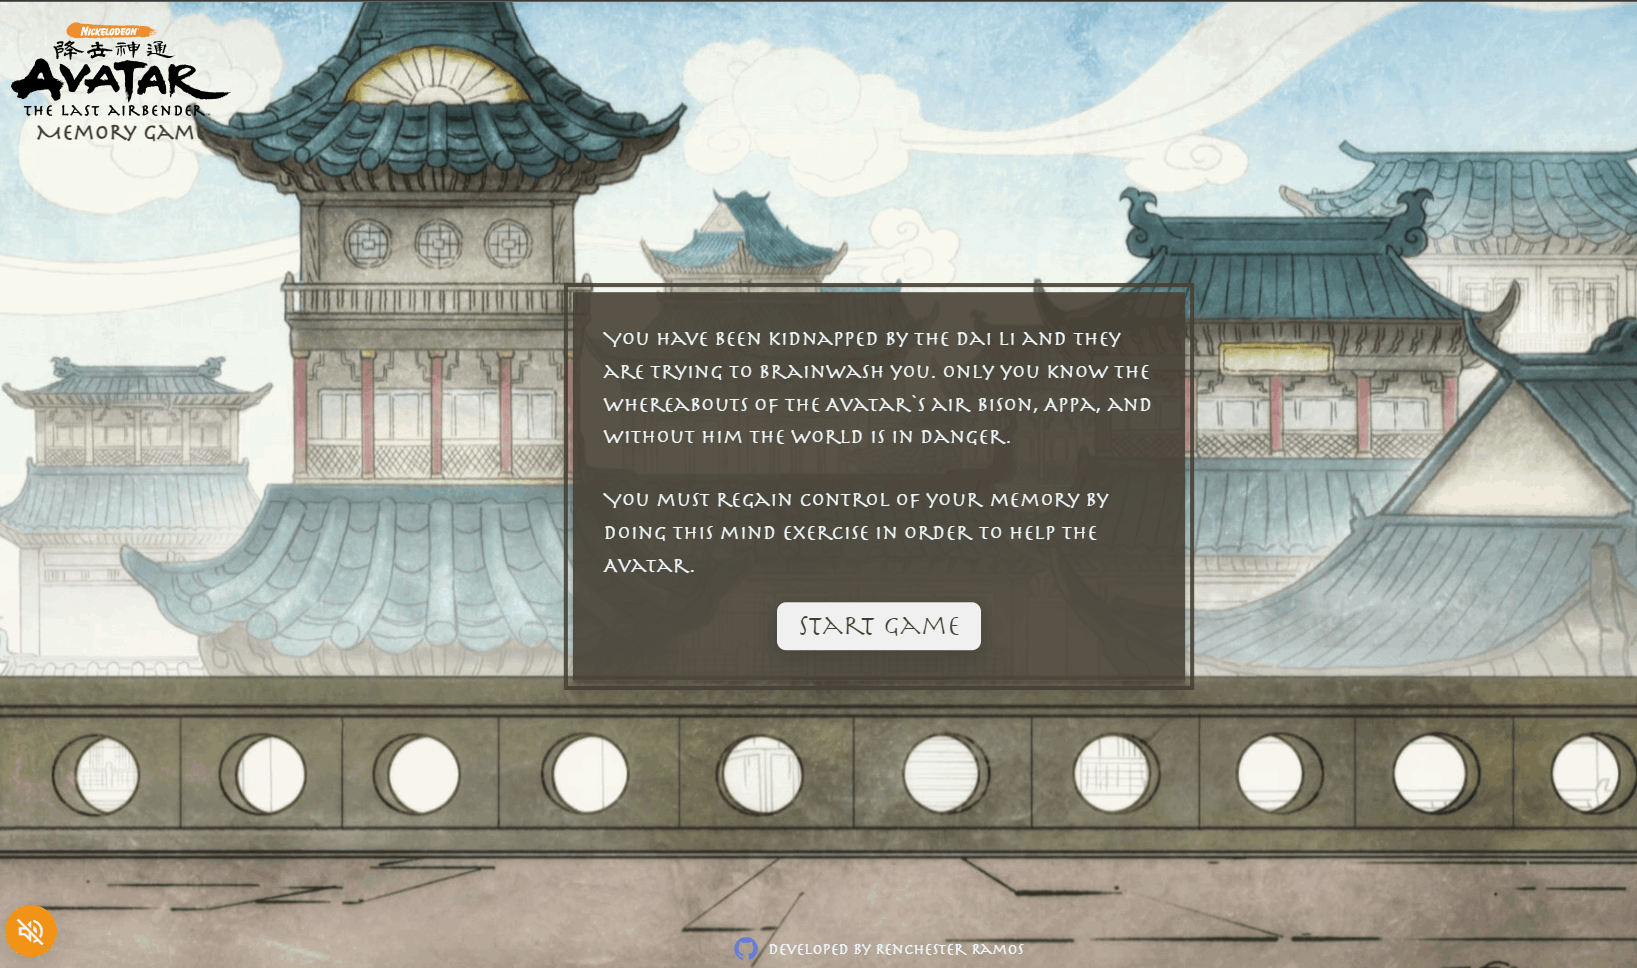 Nickelodeon
降去神通
AVATAR
THE LAST AIRBENDER
MEMORY GAME
You have been kidnapped by the Dai Li and they
are trying to brainwash you. Only you know the
whereabouts of the Avatar`s air bison, Appa, and
without him the world is in danger.
You must regain control of your memory by
doing this mind exercise in order to help the
Avatar.
START GAME
Developed by Renchester Ramos